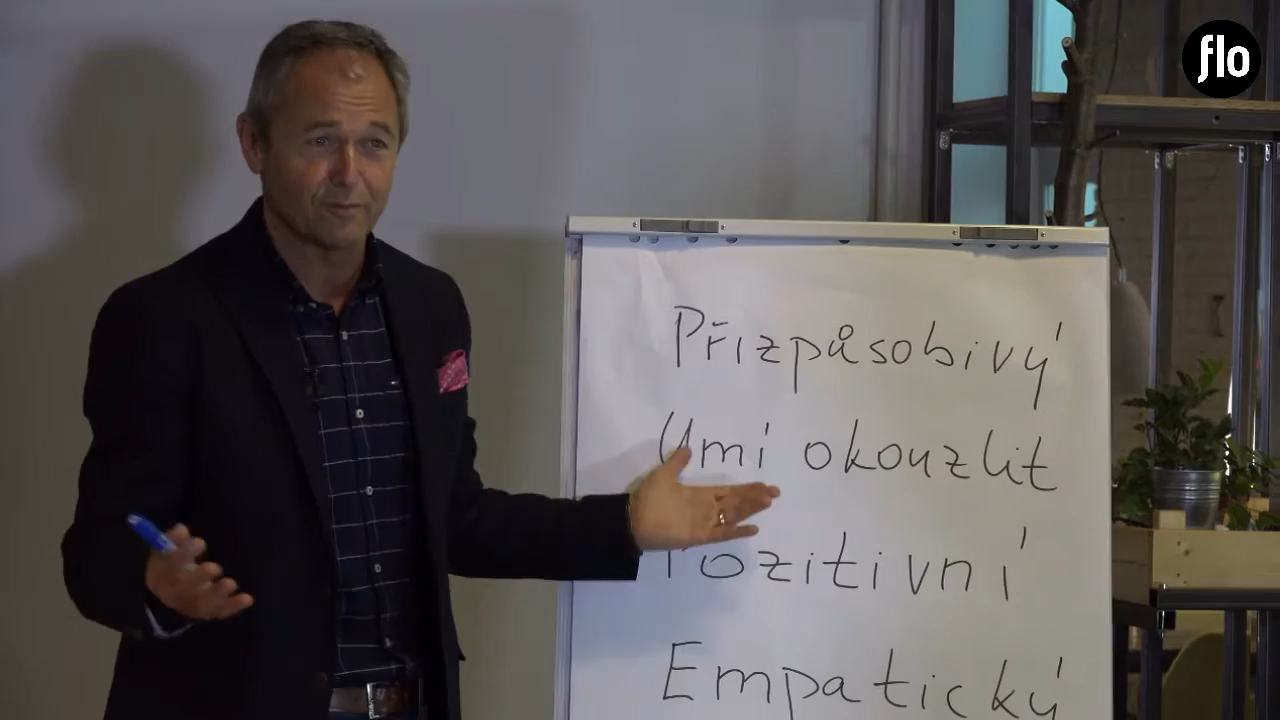 flo
Přizpůsobivý
Umí okouzlit
Pozitivní
Empatický